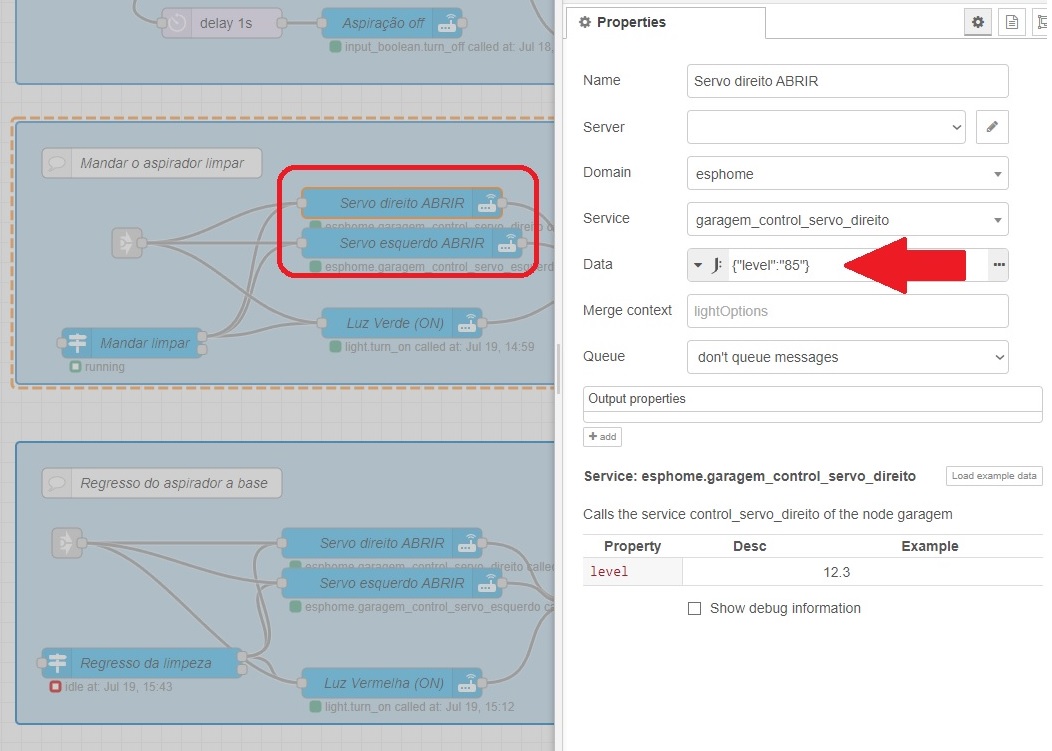 delay 1s
Aspiração off
input_boolean.turn_off called at: Jul 18,
Mandar o aspirador limpar
Servo direito ABRIR
esphome.garagem_control_servo_direito
Servo esquerdo ABRIR
esphome.garagem_control_servo_esquerd
Luz Verde (ON)
light.turn_on called at: Jul 19, 14:59
Mandar limpar
running
Regresso do aspirador a base
Servo direito ABRIR
esphome.garagem_control_servo_direito calle
Servo esquerdo ABRIR
esphome.garagem_control_servo_esquerdo ca
Regresso da limpeza
idle at: Jul 19, 15:43
Luz Vermelha (ON)
light.turn_on called at: Jul 19, 15:12
Properties
Name
Servo direito ABRIR
Server
Domain
esphome
Service
garagem_control_servo_direito
Data
J: {"level":"85"}
Merge context
lightOptions
Queue
don't queue messages
Output properties
+ add
Service: esphome.garagem_control_servo_direito
Load example data
Calls the service control_servo_direito of the node garagem
Property Desc Example
level 12.3
Show debug information